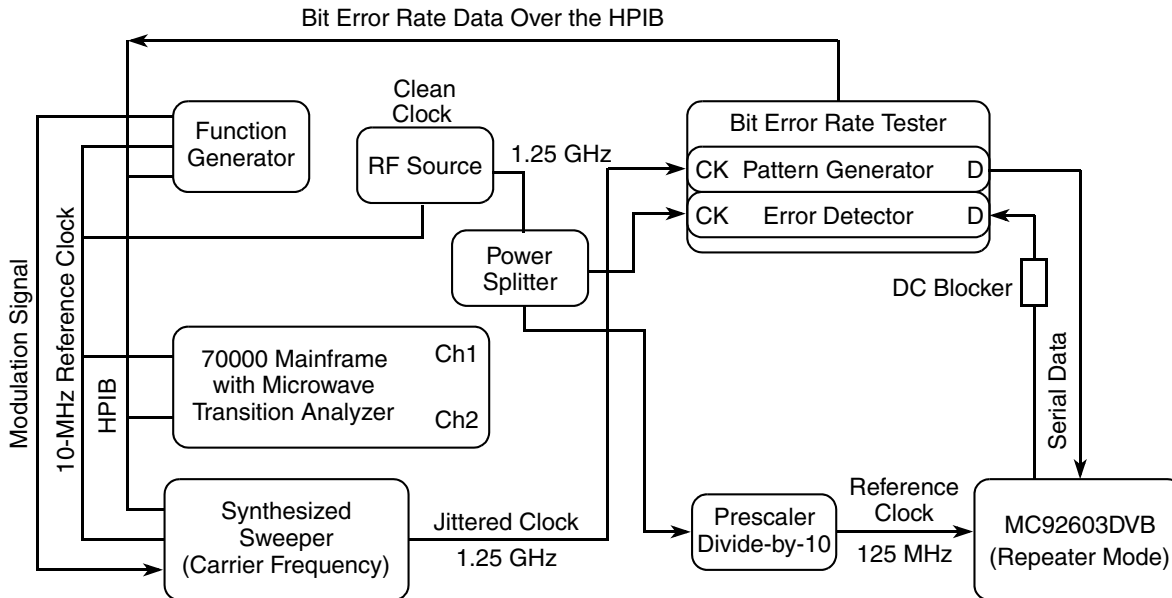 Bit Error Rate Data Over the HPIB
Function
Generator
Clean
Clock
RF Source
1.25 GHz
Bit Error Rate Tester
CK Pattern Generator D
CK Error Detector D
Power
Splitter
DC Blocker
Modulation Signal
10-MHz Reference Clock
HPIB
70000 Mainframe
with Microwave
Transition Analyzer
Ch1
Ch2
Serial Data
Synthesized
Sweeper
(Carrier Frequency)
Jittered Clock
1.25 GHz
Prescaler
Divide-by-10
Reference
Clock
125 MHz
MC92603DVB
(Repeater Mode)